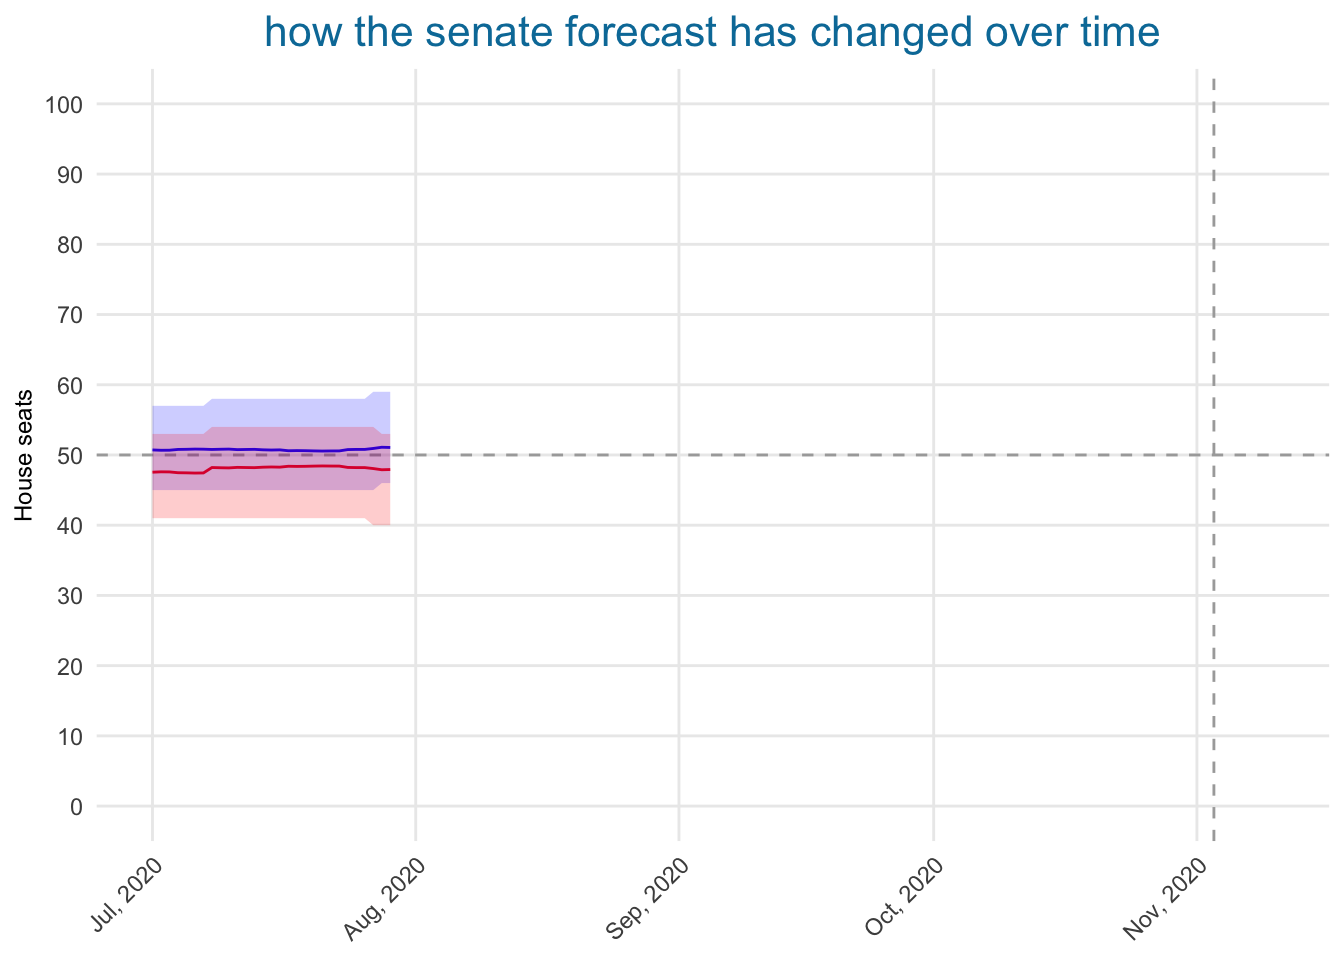 how the senate forecast has changed over time
House seats
100
90
80
70
60
50
40
30
20
10
0
Jul, 2020
Aug, 2020
Sep, 2020
Oct, 2020
Nov, 2020